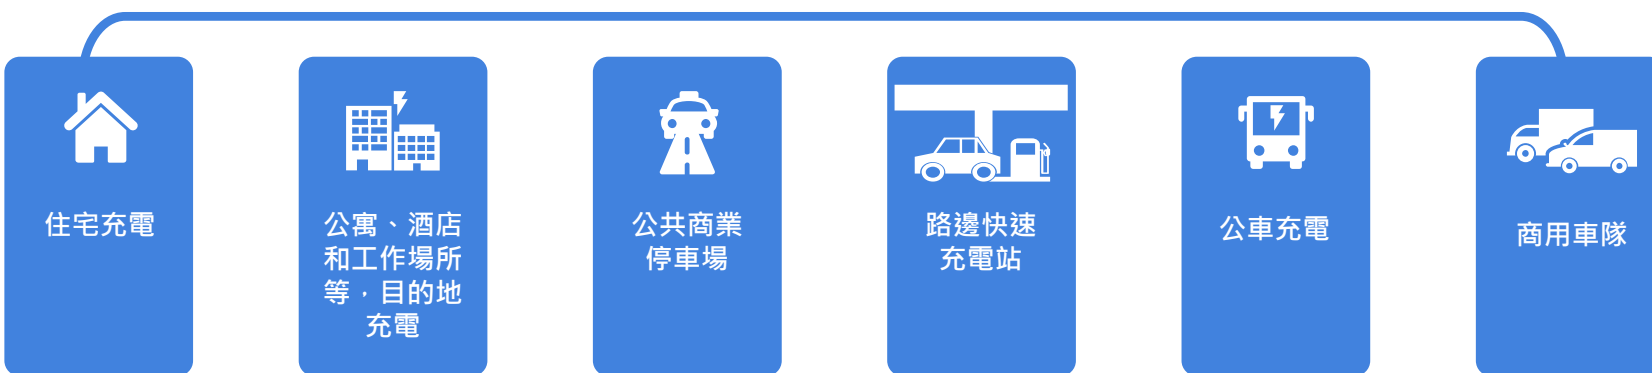 住宅充電
公寓、酒店
和工作場所
等，目的地
充電
公共商業
停車場
路邊快速
充電站
公車充電
商用車隊